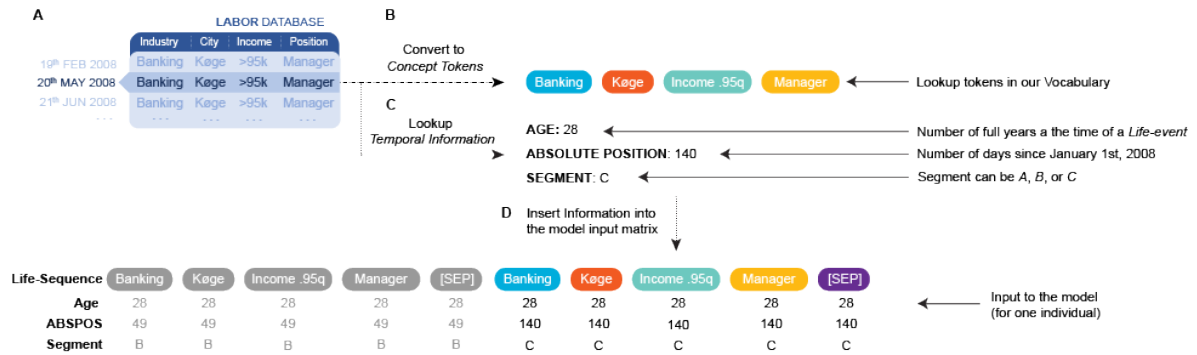 A
LABOR DATABASE
Industry City Income Position
19th FEB 2008 Banking Køge >95k Manager
20th MAY 2008 Banking Køge >95k Manager
21th JUN 2008 Banking Køge >95k Manager
... ... ... ... ...
B
Convert to
Concept Tokens
Banking Køge Income .95q Manager
Lookup tokens in our Vocabulary
C
Lookup
Temporal Information
AGE: 28
Number of full years a the time of a Life-event
ABSOLUTE POSITION: 140
Number of days since January 1st, 2008
SEGMENT: C
Segment can be A, B, or C
D Insert Information into
the model input matrix
Life-Sequence Banking Køge Income .95q Manager [SEP] Banking Køge Income .95q Manager [SEP]
Age 28 28 28 28 28 28 28 28 28 28
ABSPOS 49 49 49 49 49 140 140 140 140 140
Segment B B B B B C C C C C
Input to the model
(for one individual)